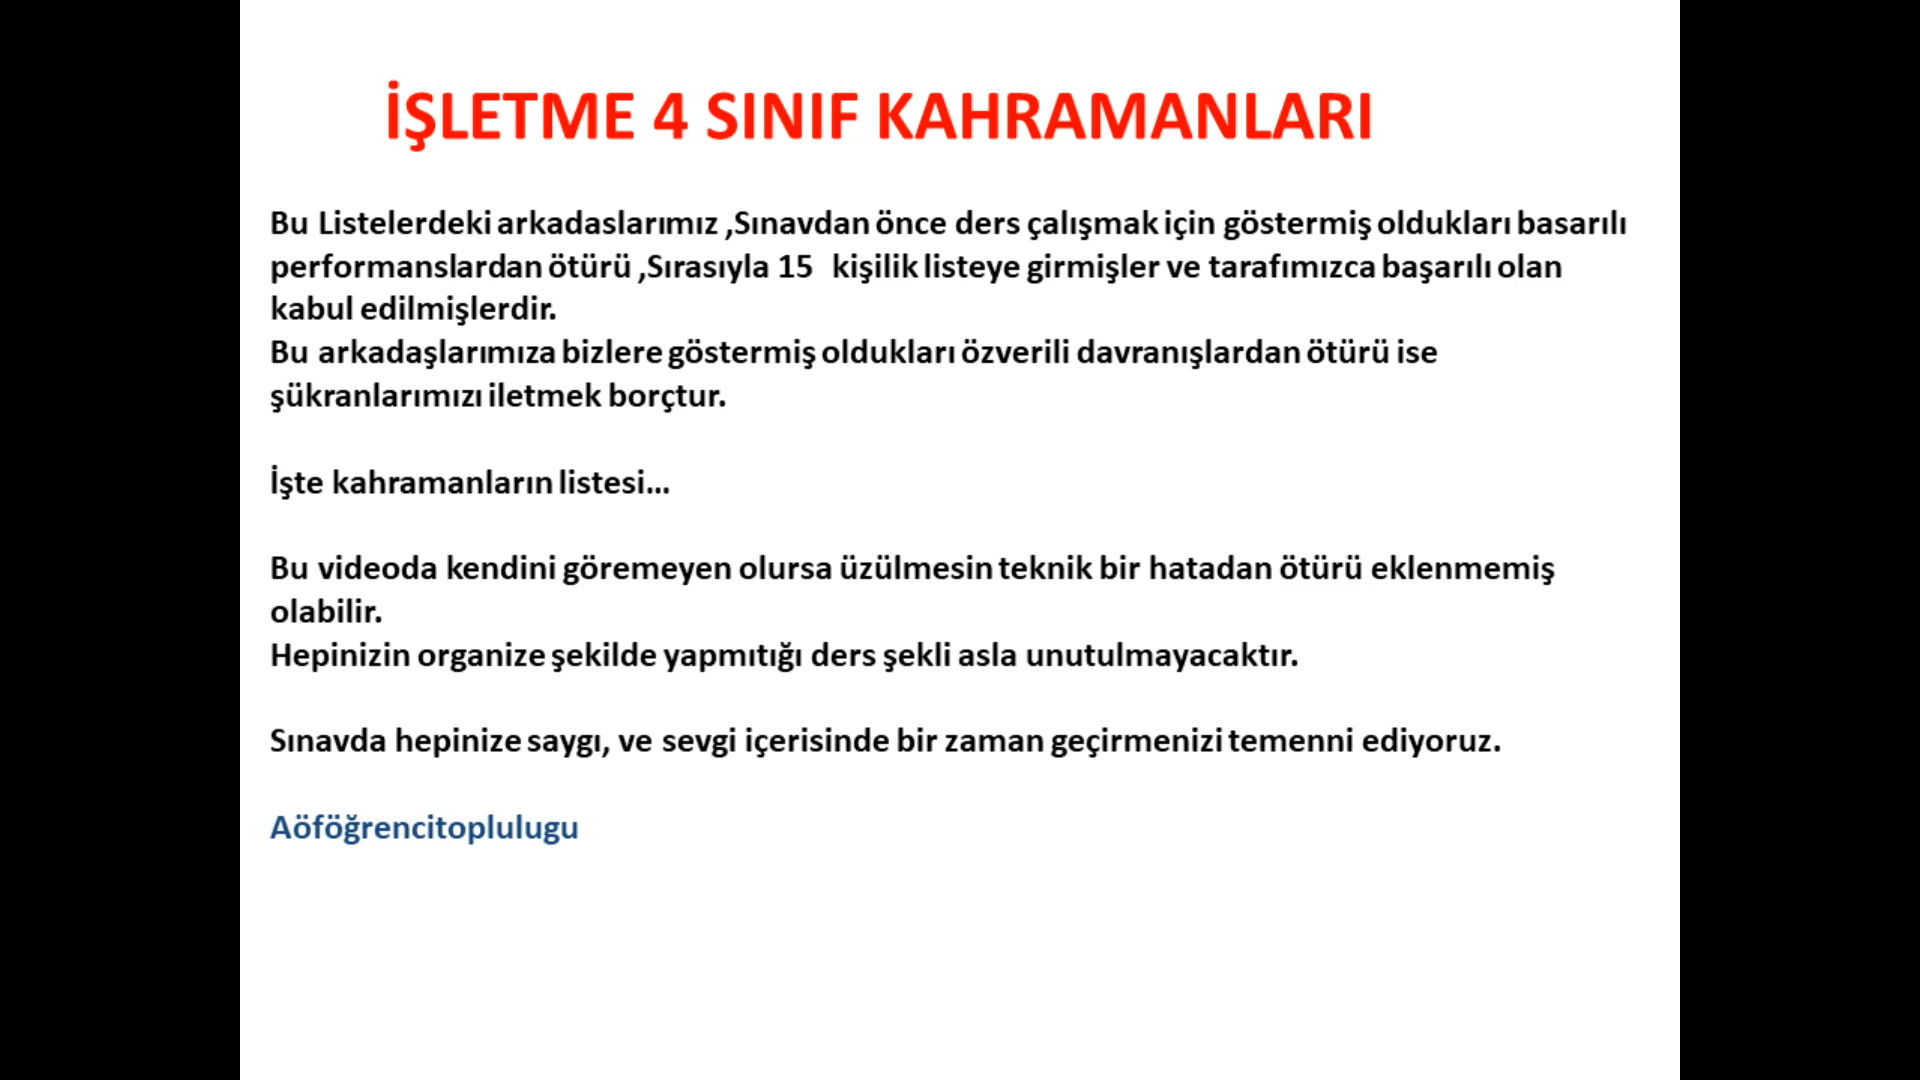 İŞLETME 4 SINIF KAHRAMANLARI
Bu Listelerdeki arkadaslarımız ,Sınavdan önce ders çalışmak için göstermiş oldukları basarılı
performanslardan ötürü ,Sırasıyla 15 kişilik listeye girmişler ve tarafımızca başarılı olan
kabul edilmişlerdir.
Bu arkadaşlarımıza bizlere göstermiş oldukları özverili davranışlardan ötürü ise
şükranlarımızı iletmek borçtur.
İşte kahramanların listesi...
Bu videoda kendini göremeyen olursa üzülmesin teknik bir hatadan ötürü eklenmemiş
olabilir.
Hepinizin organize şekilde yapmıtığı ders şekli asla unutulmayacaktır.
Sınavda hepinize saygı, ve sevgi içerisinde bir zaman geçirmenizi temenni ediyoruz.
Aöföğrencitoplulugu